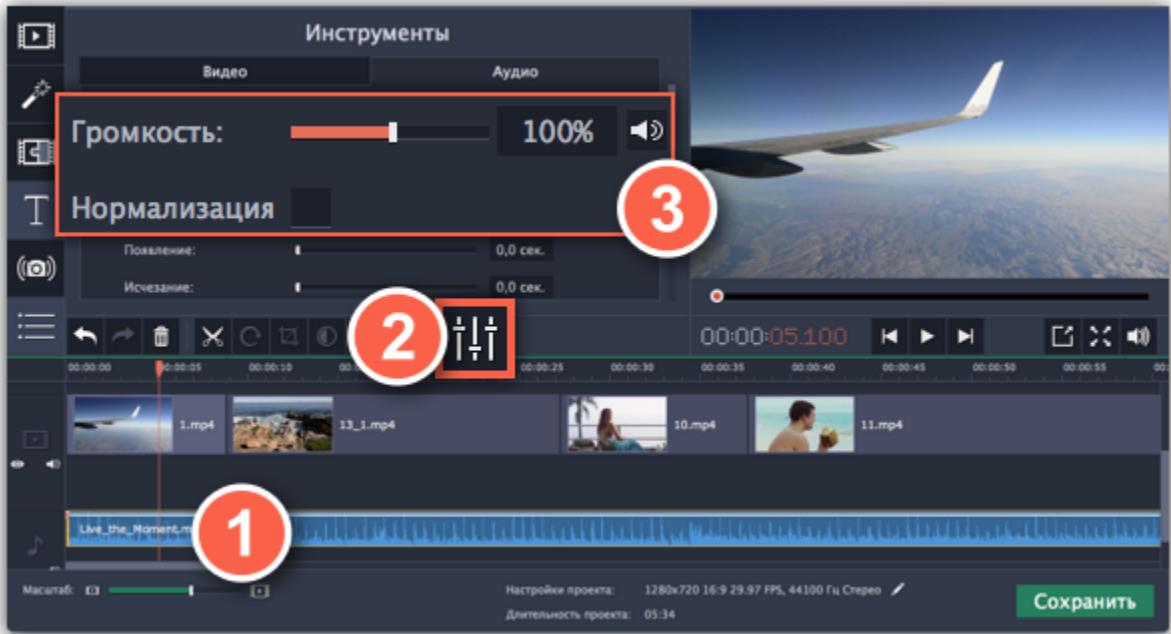 Инструменты
Видео Аудио
Громкость: 100%
3
Нормализация
Появление: 0,0 сек.
Исчезание: 0,0 сек.
2
00:00:05.100
00:00:00 00:00:05 00:00:10 00:00:25 00:00:30 00:00:35 00:00:40 00:00:45 00:00:50 00:00:55
1.mp4 13_1.mp4 10.mp4 11.mp4
Live_the_Moment.m
1
Масштаб: Настройки проекта: 1280x720 16:9 29.97 FPS, 44100 Гц Стерео
Длительность проекта: 05:34
Сохранить